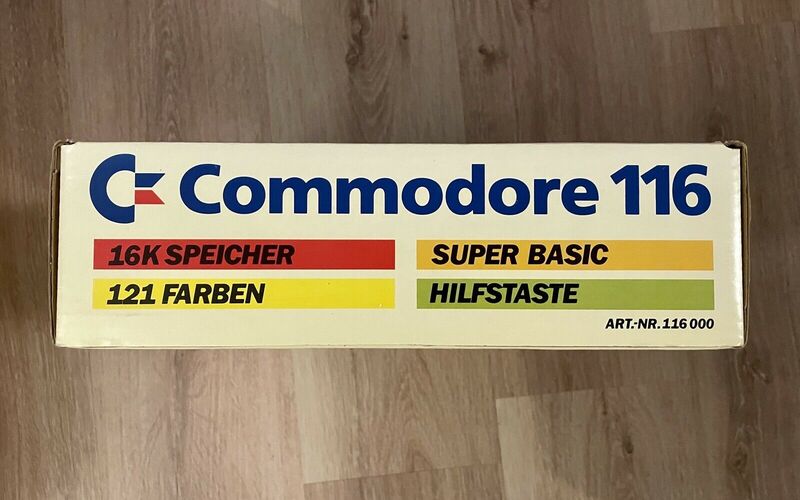 Commodore 116
16K SPEICHER
SUPER BASIC
121 FARBEN
HILFSTASTE
ART.-NR. 116 000